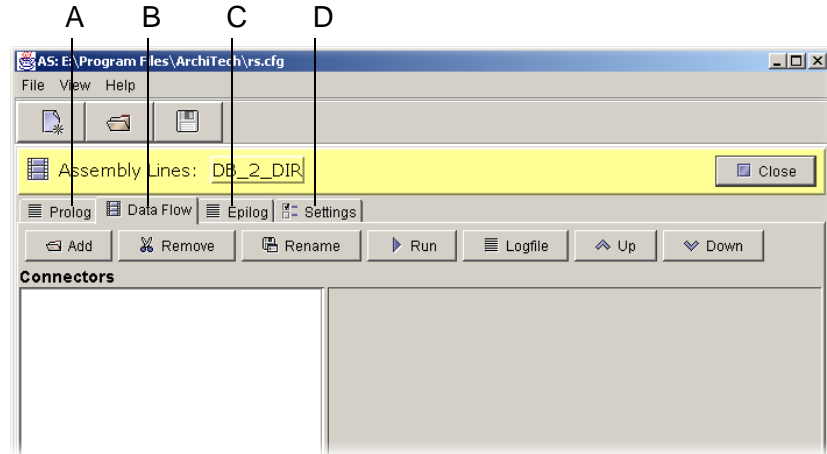 A B C D
AS: E:\Program Files\ArchiTech\rs.cfg
File View Help
Assembly Lines: DB_2_DIR Close
Prolog Data Flow Epilog Settings
Add Remove Rename Run Logfile Up Down
Connectors